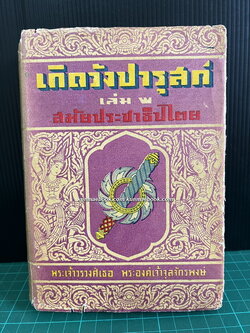 เกิดวังปารุสก์
เล่ม ๒
สมัยประชาธิปไตย
พระเจ้าวรวงศ์เธอ พระองค์เจ้าจุลจักรพงษ์